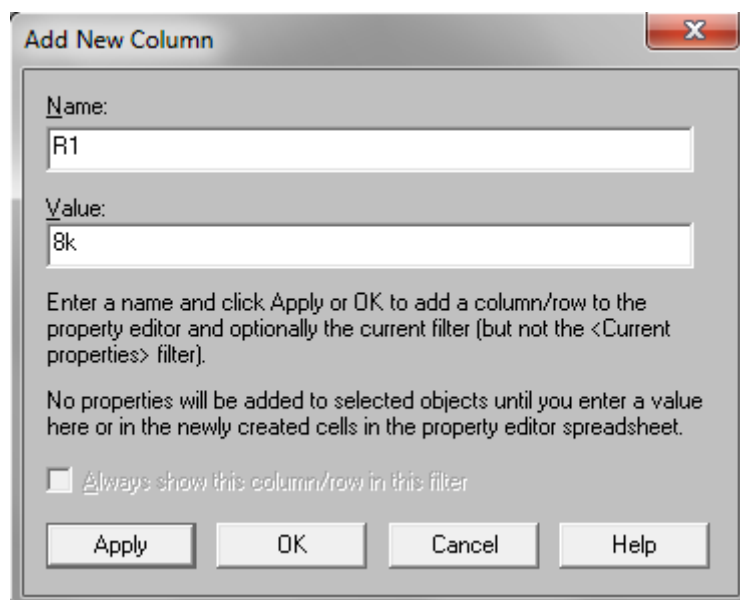 Add New Column
Name:
R1
Value:
8k
Enter a name and click Apply or OK to add a column/row to the
property editor and optionally the current filter (but not the <Current
properties> filter).
No properties will be added to selected objects until you enter a value
here or in the newly created cells in the property editor spreadsheet.
Always show this column/row in this filter
Apply OK Cancel Help